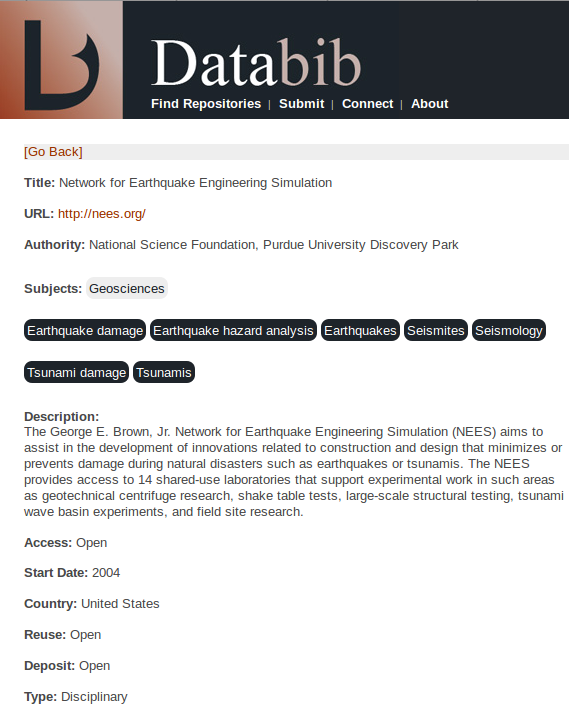 Databib
Find Repositories | Submit | Connect | About
[Go Back]
Title: Network for Earthquake Engineering Simulation
URL: http://nees.org/
Authority: National Science Foundation, Purdue University Discovery Park
Subjects: Geosciences
Earthquake damage Earthquake hazard analysis Earthquakes Seismites Seismology
Tsunami damage Tsunamis
Description:
The George E. Brown, Jr. Network for Earthquake Engineering Simulation (NEES) aims to
assist in the development of innovations related to construction and design that minimizes or
prevents damage during natural disasters such as earthquakes or tsunamis. The NEES
provides access to 14 shared-use laboratories that support experimental work in such areas
as geotechnical centrifuge research, shake table tests, large-scale structural testing, tsunami
wave basin experiments, and field site research.
Access: Open
Start Date: 2004
Country: United States
Reuse: Open
Deposit: Open
Type: Disciplinary